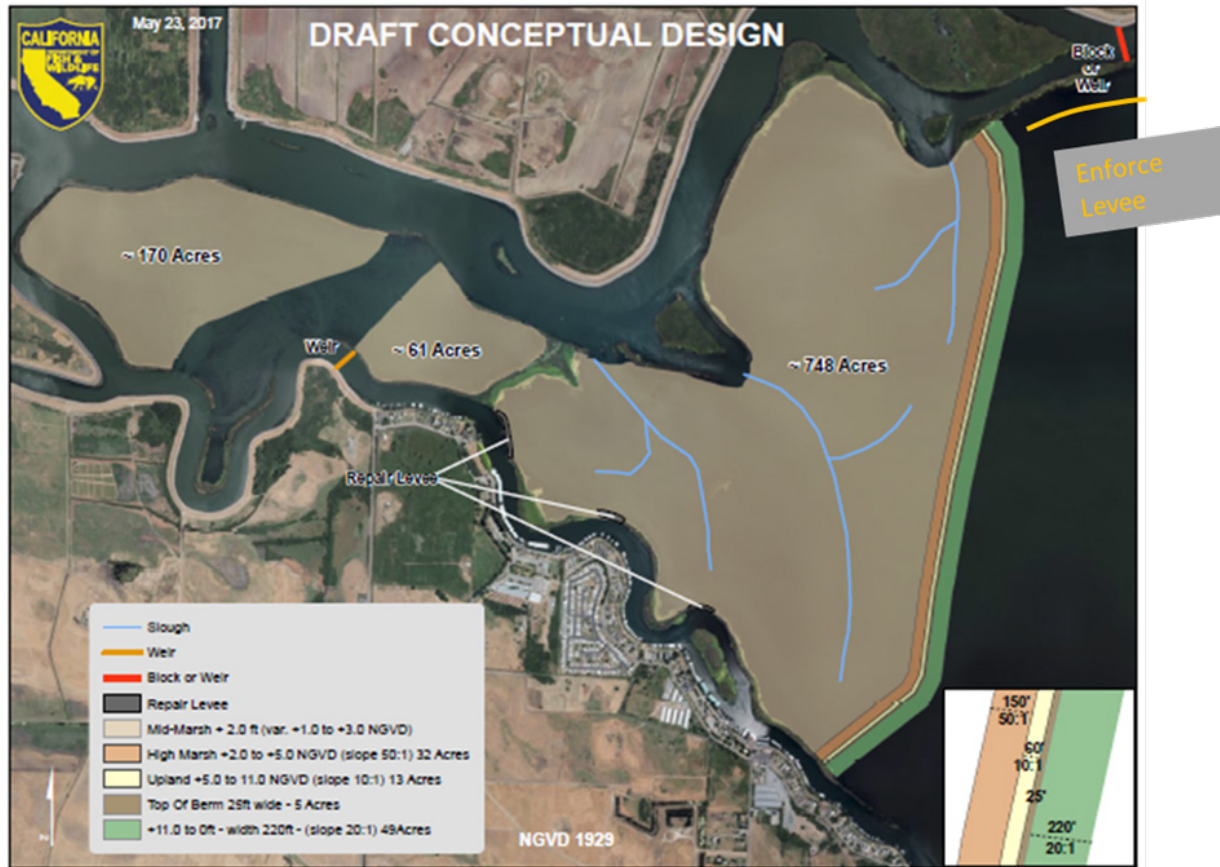 May 23, 2017
DRAFT CONCEPTUAL DESIGN
CALIFORNIA
FISH &
WILDLIFE
Block
or
Weir
Enforce
Levee
~ 170 Acres
Weir
~ 61 Acres
~ 748 Acres
Repair Levee
Slough
Weir
Block or Weir
Repair Levee
Mid-Marsh + 2.0 ft (var. +1.0 to +3.0 NGVD)
High Marsh +2.0 to +5.0 NGVD (slope 50:1) 32 Acres
Upland +5.0 to 11.0 NGVD (slope 10:1) 13 Acres
Top Of Berm 25ft wide - 5 Acres
+11.0 to 0ft - width 220ft - (slope 20:1) 49Acres
N
NGVD 1929
150'
50:1
60'
10:1
25'
220'
20:1